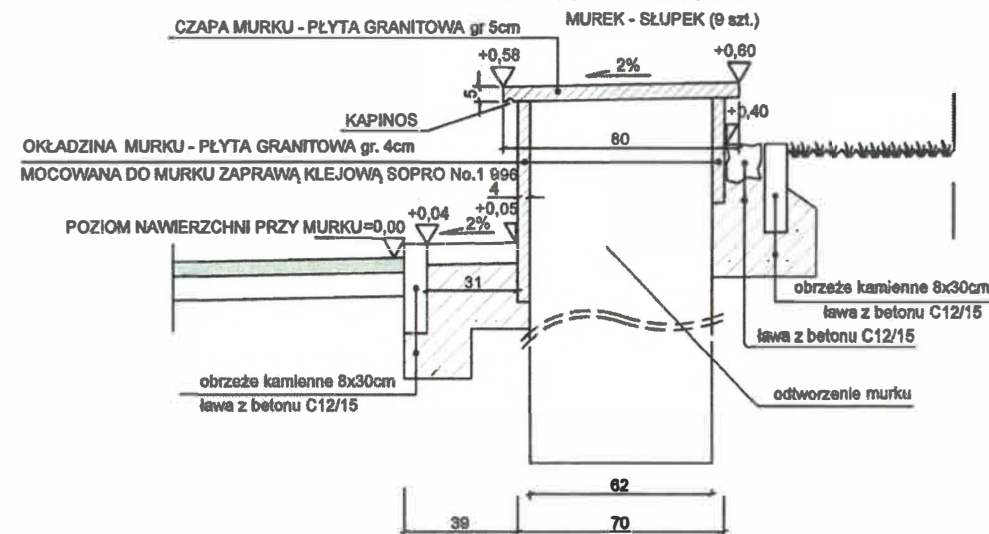 MUREK - SŁUPEK (9 szt.)
CZAPA MURKU - PŁYTA GRANITOWA gr 5cm
+0,58
2%
+0,60
5
KAPINOS
+0,40
80
OKŁADZINA MURKU - PŁYTA GRANITOWA gr. 4cm
MOCOWANA DO MURKU ZAPRAWĄ KLEJOWĄ SOPRO No.1 996
4
POZIOM NAWIERZCHNI PRZY MURKU=0,00
+0,04
+0,05
2%
31
obrzeże kamienne 8x30cm
ława z betonu C12/15
ława z betonu C12/15
obrzeże kamienne 8x30cm
ława z betonu C12/15
odtworzenie murku
62
39
70